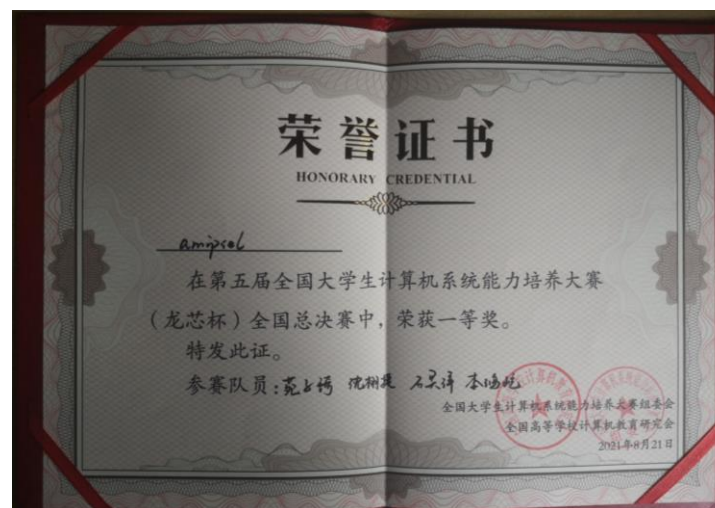 荣誉证书
HONORARY CREDENTIAL
amipsel
在第五届全国大学生计算机系统能力培养大赛
（龙芯杯）全国总决赛中，荣获一等奖。
特发此证。
参赛队员：
全国大学生计算机系统能力培养大赛组委会
全国高等学校计算机教育研究会
2021年8月21日